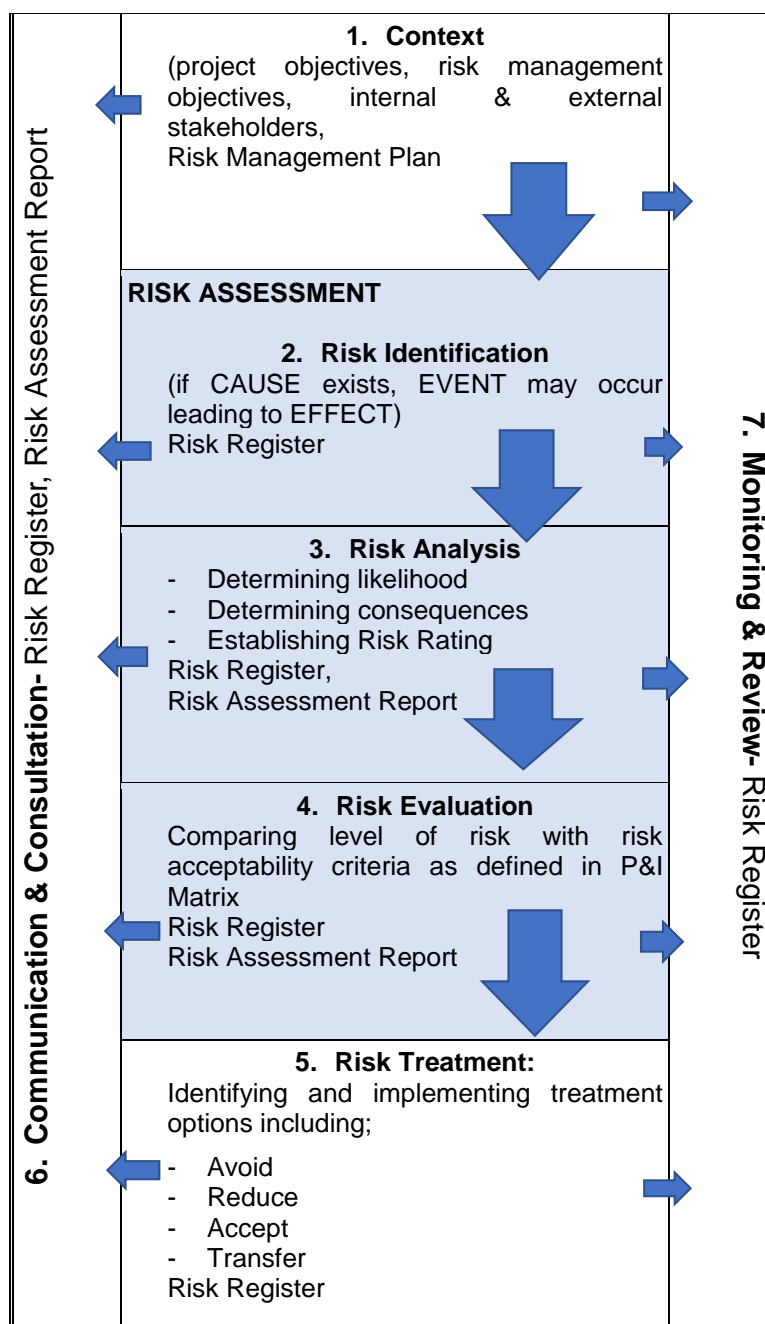 6. Communication & Consultation- Risk Register, Risk Assessment Report
1. Context
(project objectives, risk management
objectives, internal & external
stakeholders,
Risk Management Plan
RISK ASSESSMENT
2. Risk Identification
(if CAUSE exists, EVENT may occur
leading to EFFECT)
Risk Register
3. Risk Analysis
- Determining likelihood
- Determining consequences
- Establishing Risk Rating
Risk Register,
Risk Assessment Report
4. Risk Evaluation
Comparing level of risk with risk
acceptability criteria as defined in P&I
Matrix
Risk Register
Risk Assessment Report
5. Risk Treatment:
Identifying and implementing treatment
options including;
- Avoid
- Reduce
- Accept
- Transfer
Risk Register
7. Monitoring & Review- Risk Register